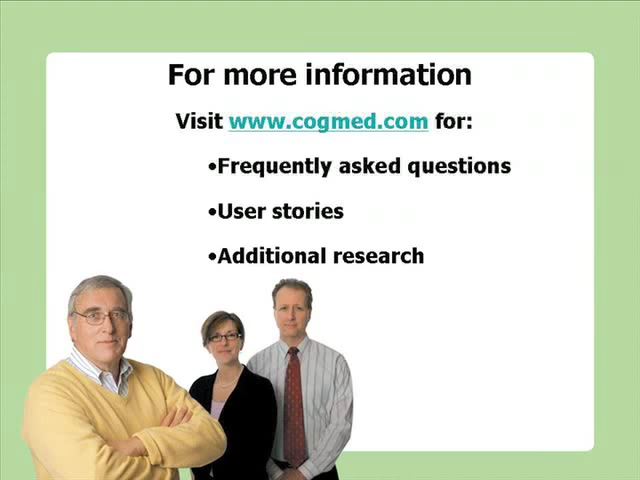 For more information
Visit www.cogmed.com for:
•Frequently asked questions
•User stories
•Additional research